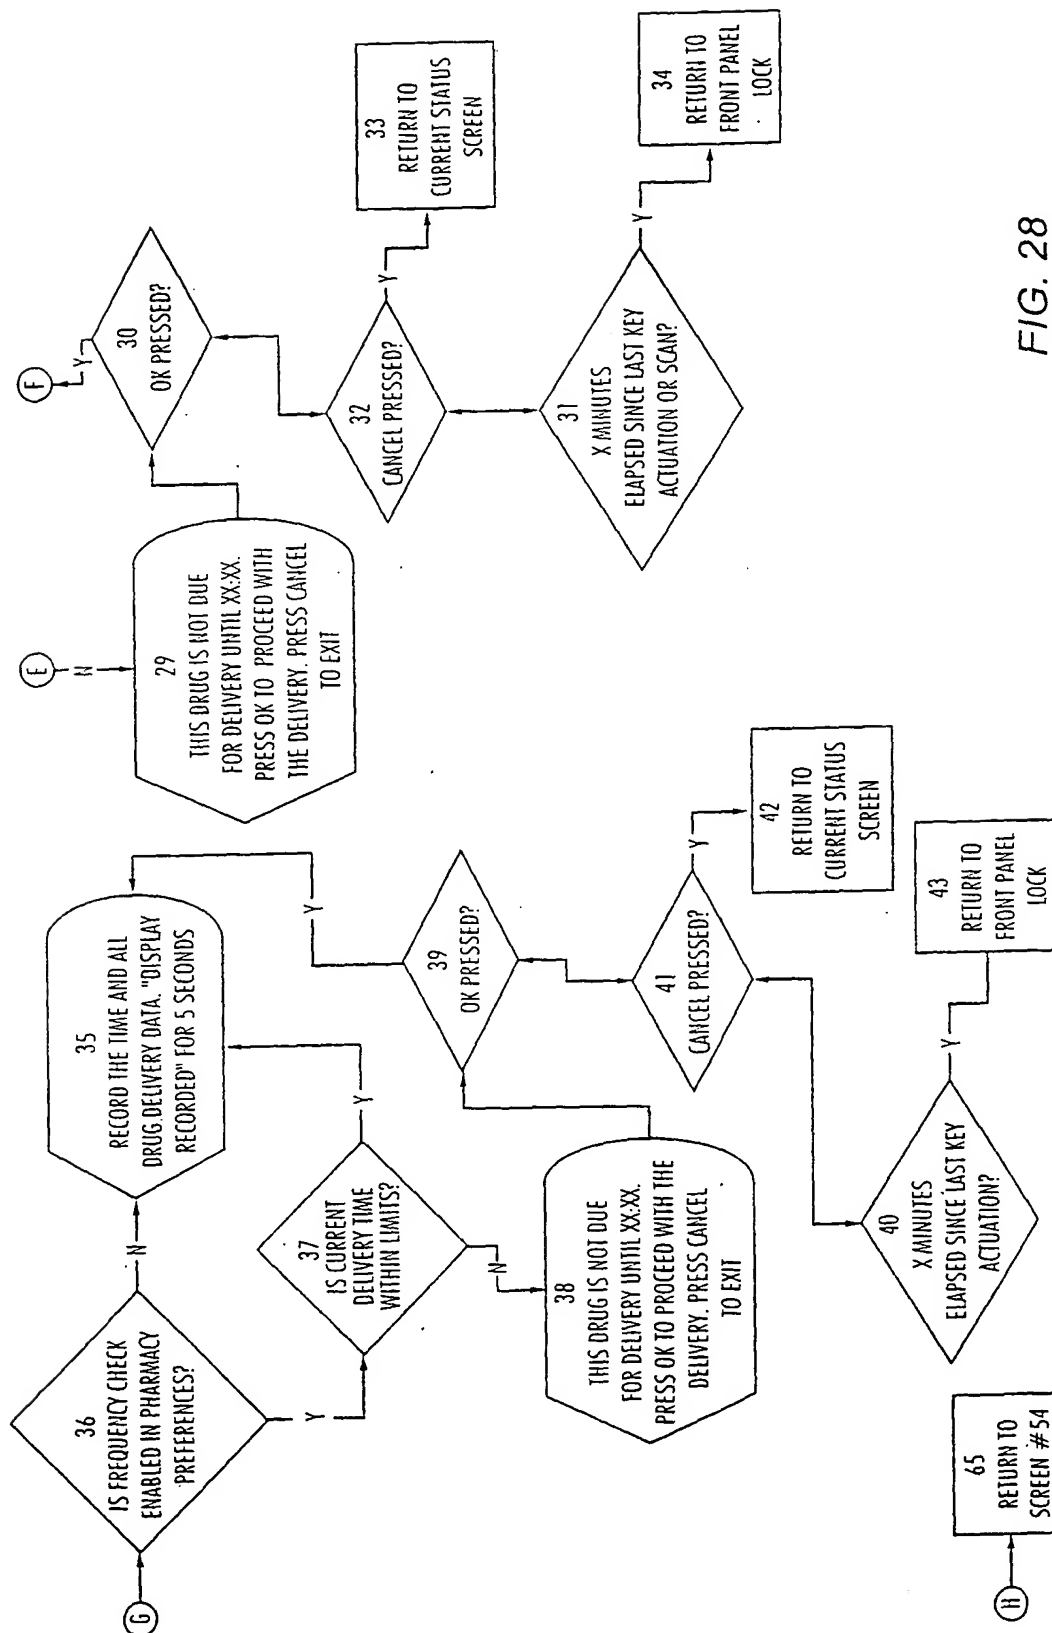 G
36
IS FREQUENCY CHECK
ENABLED IN PHARMACY
PREFERENCES?
N
Y
35
RECORD THE TIME AND ALL
DRUG DELIVERY DATA. "DISPLAY
RECORDED" FOR 5 SECONDS
37
IS CURRENT
DELIVERY TIME
WITHIN LIMITS?
Y
N
38
THIS DRUG IS NOT DUE
FOR DELIVERY UNTIL XX:XX.
PRESS OK TO PROCEED WITH THE
DELIVERY. PRESS CANCEL
TO EXIT
39
OK PRESSED?
Y
41
CANCEL PRESSED?
Y
42
RETURN TO
CURRENT STATUS
SCREEN
40
X MINUTES
ELAPSED SINCE LAST KEY
ACTUATION?
Y
43
RETURN TO
FRONT PANEL
LOCK
H
65
RETURN TO
SCREEN #54
E
N
29
THIS DRUG IS NOT DUE
FOR DELIVERY UNTIL XX:XX.
PRESS OK TO PROCEED WITH
THE DELIVERY. PRESS CANCEL
TO EXIT
F
Y
30
OK PRESSED?
32
CANCEL PRESSED?
Y
33
RETURN TO
CURRENT STATUS
SCREEN
31
X MINUTES
ELAPSED SINCE LAST KEY
ACTUATION OR SCAN?
Y
34
RETURN TO
FRONT PANEL
LOCK
FIG. 28